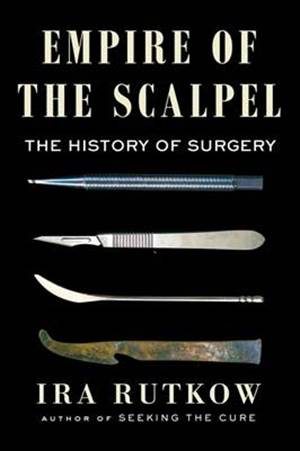 EMPIRE OF
THE SCALPEL
THE HISTORY OF SURGERY
IRA RUTKOW
AUTHOR OF SEEKING THE CURE